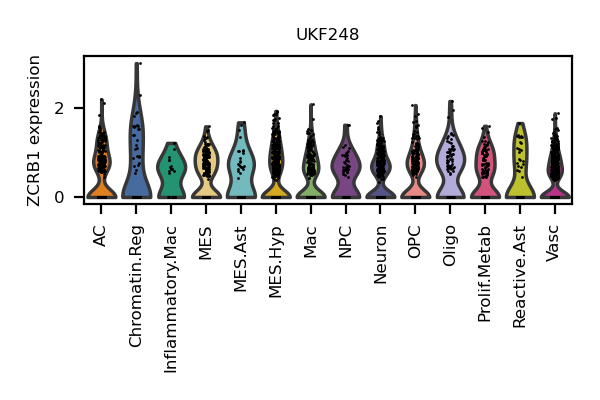 UKF248
ZCRB1 expression
2
0
AC
Chromatin.Reg
Inflammatory.Mac
MES
MES.Ast
MES.Hyp
Mac
NPC
Neuron
OPC
Oligo
Prolif.Metab
Reactive.Ast
Vasc